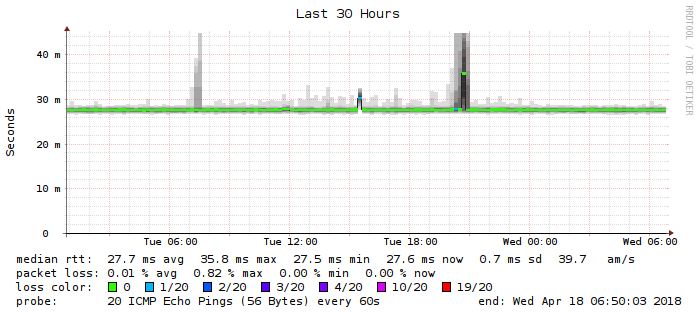 Last 30 Hours
RRDTOOL / TOBI OETIKER
Seconds
40 m
30 m
20 m
10 m
0
Tue 06:00 Tue 12:00 Tue 18:00 Wed 00:00 Wed 06:00
median rtt: 27.7 ms avg 35.8 ms max 27.5 ms min 27.6 ms now 0.7 ms sd 39.7 am/s
packet loss: 0.01 % avg 0.82 % max 0.00 % min 0.00 % now
loss color: 0 1/20 2/20 3/20 4/20 10/20 19/20
probe: 20 ICMP Echo Pings (56 Bytes) every 60s end: Wed Apr 18 06:50:03 2018